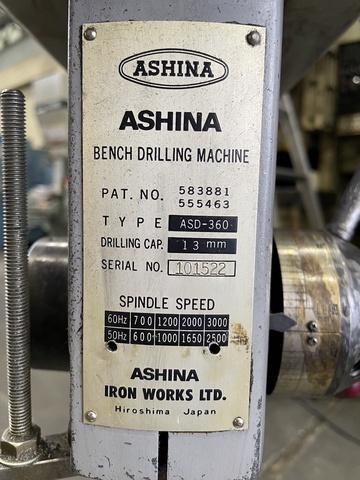 ASHINA
ASHINA
BENCH DRILLING MACHINE
PAT. NO. 583881
555463
TYPE ASD-360
DRILLING CAP. 13 mm
SERIAL NO. 101522
SPINDLE SPEED
60Hz 700 1200 2000 3000
50Hz 600 1000 1650 2500
ASHINA
IRON WORKS LTD.
Hiroshima Japan